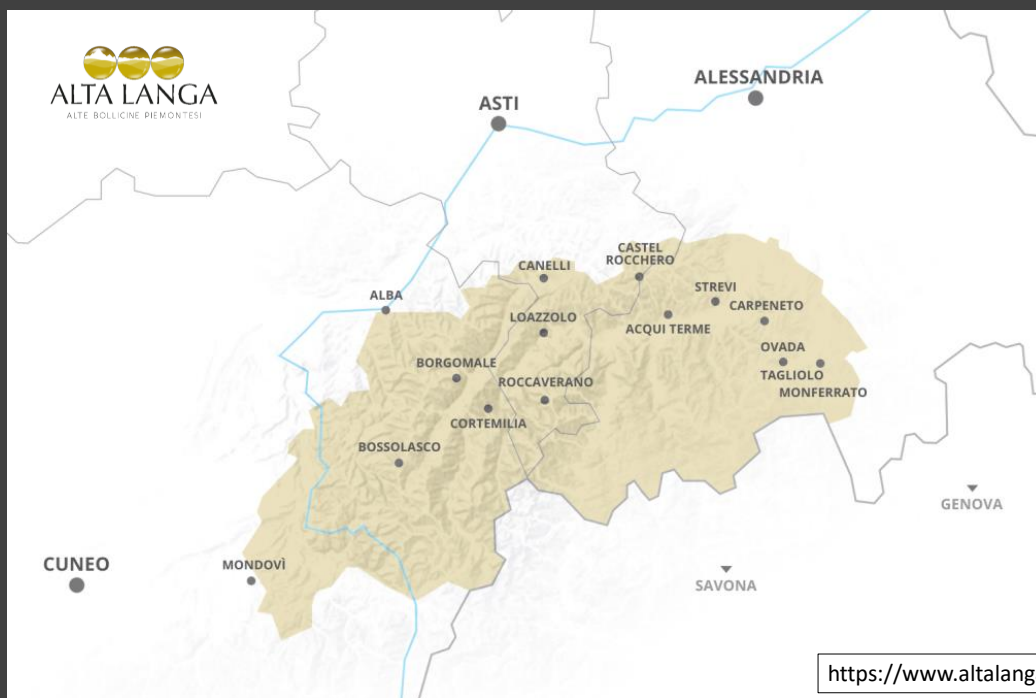 ALTA LANGA
ALTE BOLLICINE PIEMONTESI
ALESSANDRIA
ASTI
CASTEL
ROCCHERO
CANELLI
STREVI
ALBA
CARPENETO
LOAZZOLO
ACQUI TERME
OVADA
BORGOMALE
TAGLIOLO
MONFERRATO
ROCCAVERANO
CORTEMILIA
BOSSOLASCO
GENOVA
CUNEO
MONDOVÌ
SAVONA
https://www.altalang